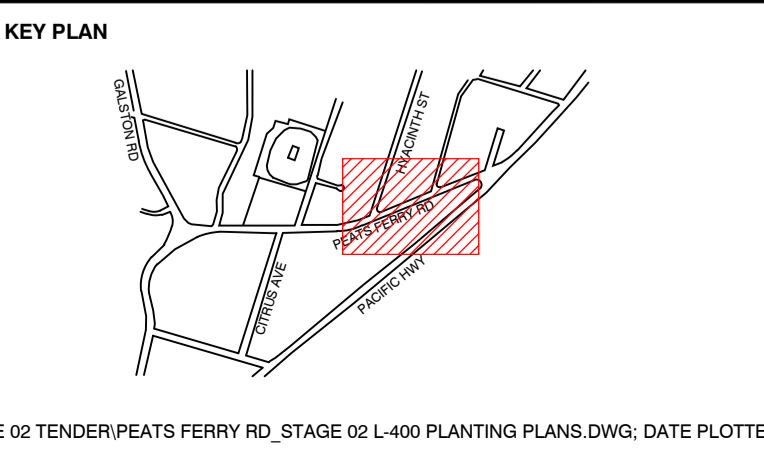 KEY PLAN
GALSTON RD
HYACINTH ST
PEATS FERRY RD
CITRUS AVE
PACIFIC HWY
E 02 TENDER\PEATS FERRY RD_STAGE 02 L-400 PLANTING PLANS.DWG; DATE PLOTTE